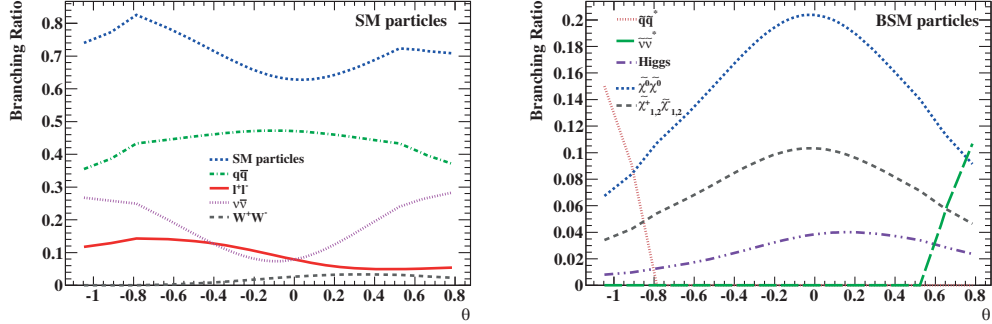 SM particles
Branching Ratio
0.8
0.7
0.6
0.5
0.4
0.3
0.2
0.1
0
SM particles
qq̅
l⁺l⁻
νν̅
W⁺W⁻
-1 -0.8 -0.6 -0.4 -0.2 0 0.2 0.4 0.6 0.8
θ
BSM particles
Branching Ratio
0.2
0.18
0.16
0.14
0.12
0.1
0.08
0.06
0.04
0.02
0
q̃q̃*
ν̃ν̃*
Higgs
χ̃⁰χ̃⁰
χ̃⁺₁,₂χ̃⁻₁,₂
-1 -0.8 -0.6 -0.4 -0.2 0 0.2 0.4 0.6 0.8
θ